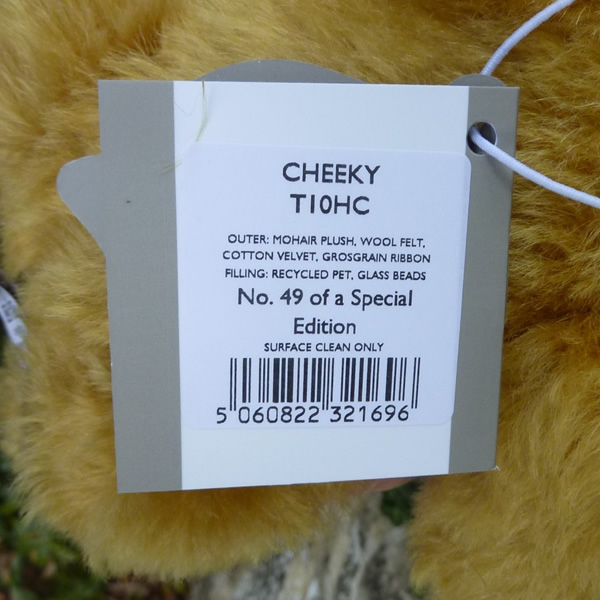 CHEEKY
T10HC
OUTER: MOHAIR PLUSH, WOOL FELT,
COTTON VELVET, GROSGRAIN RIBBON
FILLING: RECYCLED PET, GLASS BEADS
No. 49 of a Special
Edition
SURFACE CLEAN ONLY
5 060822 321696